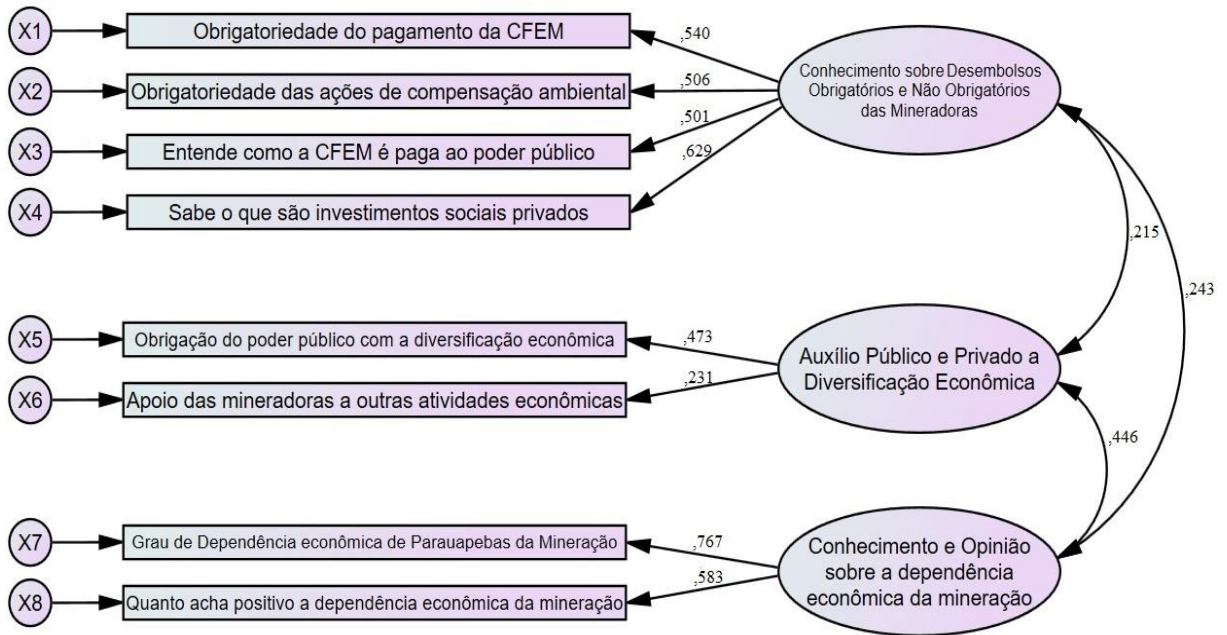 X1
Obrigatoriedade do pagamento da CFEM
,540
X2
Obrigatoriedade das ações de compensação ambiental
,506
X3
Entende como a CFEM é paga ao poder público
,501
X4
Sabe o que são investimentos sociais privados
,629
Conhecimento sobre Desembolsos
Obrigatórios e Não Obrigatórios
das Mineradoras
,215
,243
X5
Obrigação do poder público com a diversificação econômica
,473
X6
Apoio das mineradoras a outras atividades econômicas
,231
Auxílio Público e Privado a
Diversificação Econômica
,446
X7
Grau de Dependência econômica de Parauapebas da Mineração
,767
X8
Quanto acha positivo a dependência econômica da mineração
,583
Conhecimento e Opinião
sobre a dependência
econômica da mineração